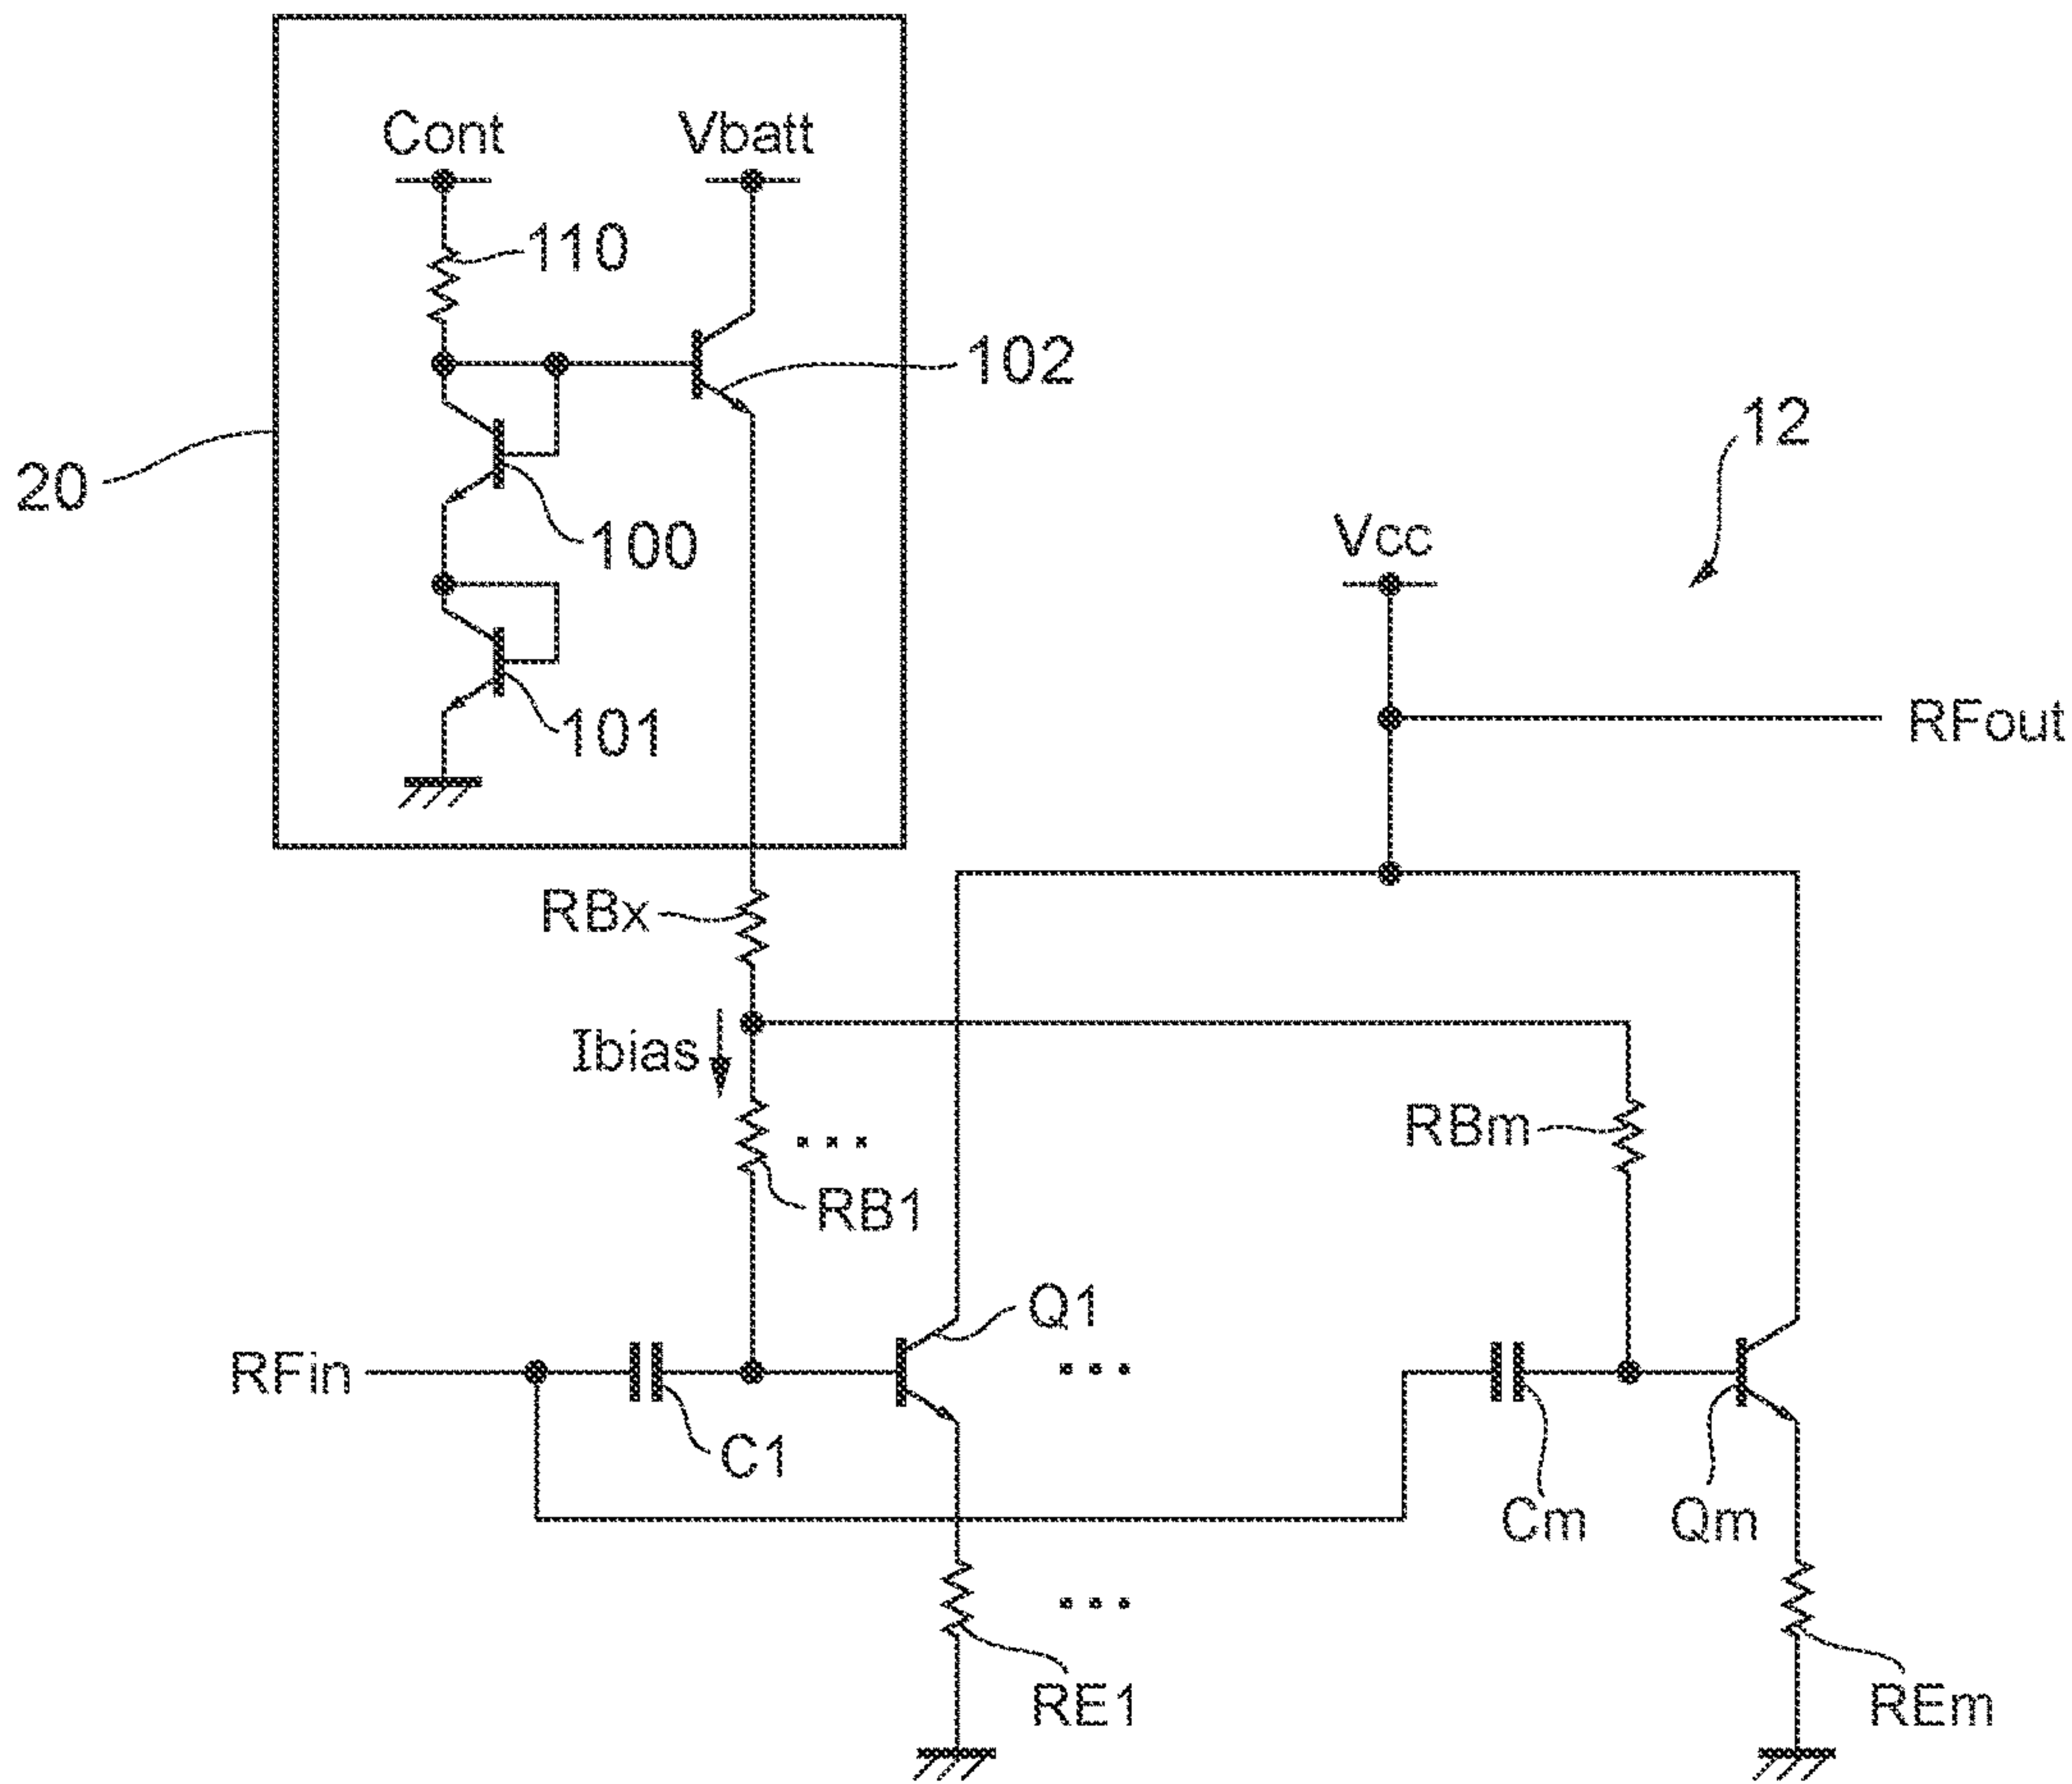 Cont
Vbatt
110
102
20
12
100
Vcc
101
RFout
RBx
Ibias
RBm
...
RB1
Q1
RFin
...
C1
Cm
Qm
...
RE1
REm